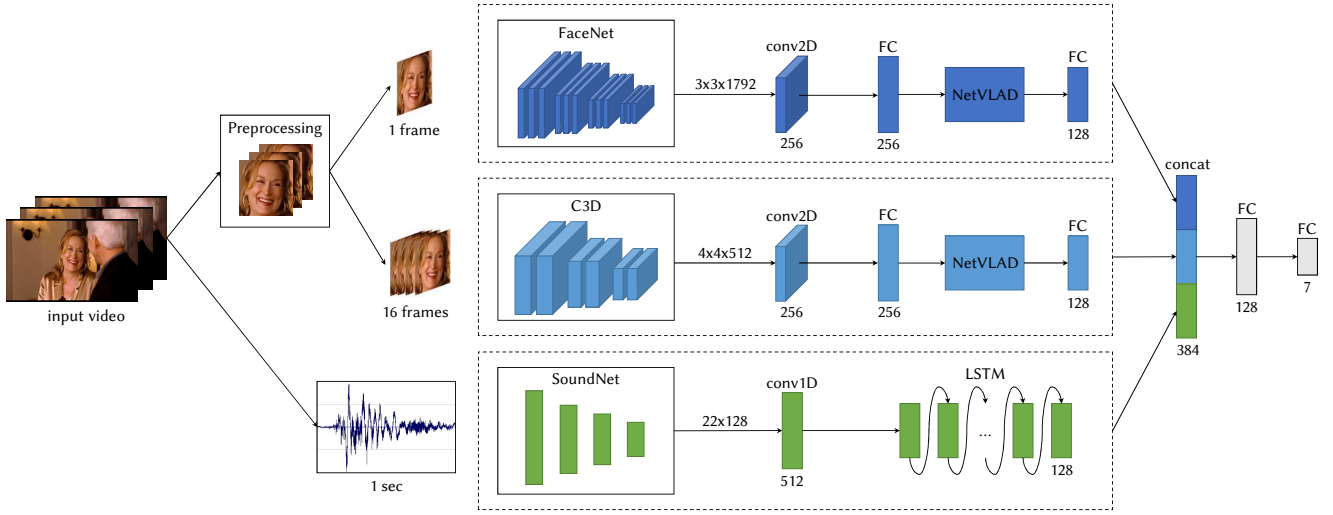 input video
Preprocessing
1 frame
16 frames
1 sec
FaceNet
3x3x1792
conv2D
256
FC
256
NetVLAD
FC
128
C3D
4x4x512
conv2D
256
FC
256
NetVLAD
FC
128
SoundNet
22x128
conv1D
512
LSTM
...
128
concat
384
FC
128
FC
7